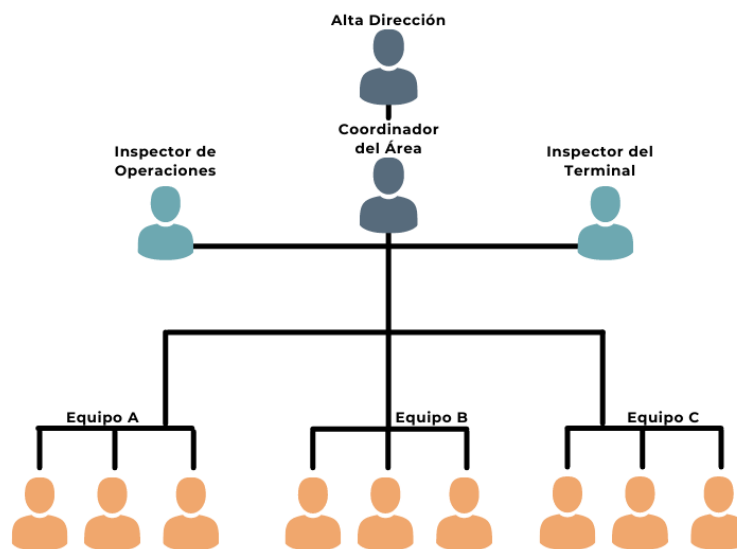 Alta Dirección
Coordinador
del Área
Inspector de
Operaciones
Inspector del
Terminal
Equipo A
Equipo B
Equipo C